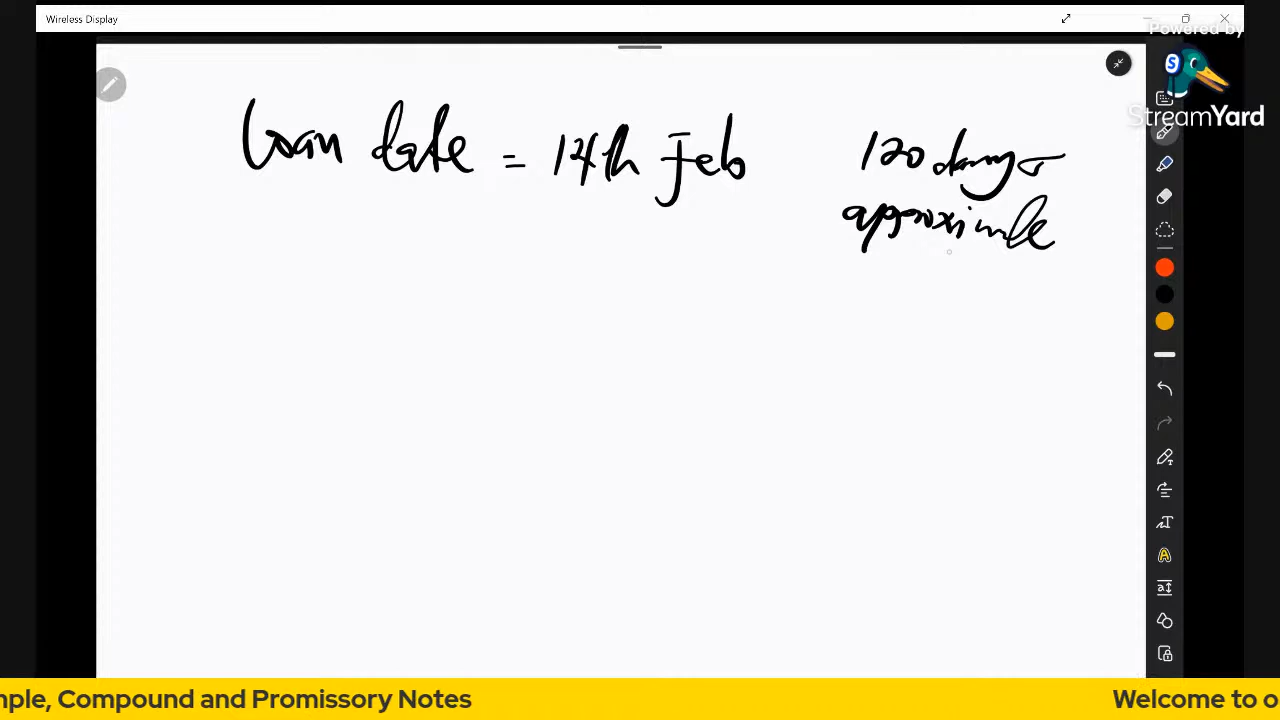 Wireless Display
Powered by
StreamYard
Loan date = 14th Feb
120 days
approximate
mple, Compound and Promissory Notes
Welcome to o